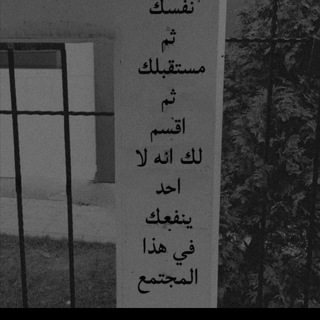 نفسك
ثم
مستقبلك
ثم
اقسم
لك انه لا
احد
ينفعك
في هذا
المجتمع